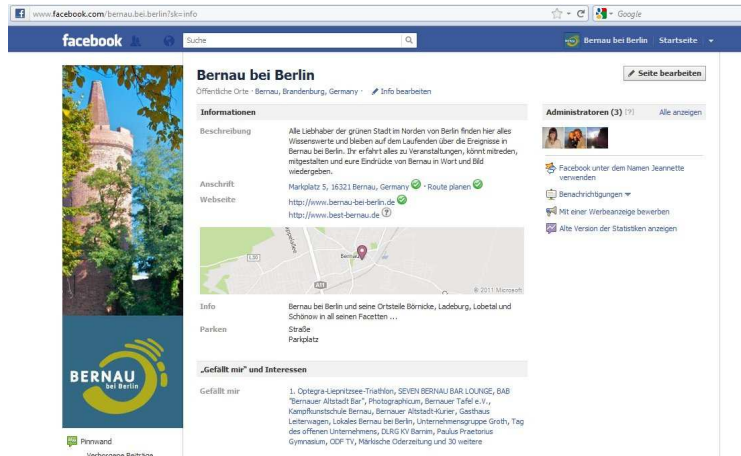 www.facebook.com/bernau.bei.berlin?sk=info
Google
facebook
Suche
Bernau bei Berlin
Startseite
Bernau bei Berlin
Öffentliche Orte · Bernau, Brandenburg, Germany · Info bearbeiten
Seite bearbeiten
Informationen
Beschreibung
Alle Liebhaber der grünen Stadt im Norden von Berlin finden hier alles
Wissenswerte und bleiben auf dem Laufenden über die Ereignisse in
Bernau bei Berlin. Ihr erfahrt alles zu Veranstaltungen, könnt mitreden,
mitgestalten und eure Eindrücke von Bernau in Wort und Bild
wiedergeben.
Anschrift
Markplatz 5, 16321 Bernau, Germany · Route planen
Webseite
http://www.bernau-bei-berlin.de
http://www.best-bernau.de
L30
Bernau
A11
© 2011 Microsoft
Info
Bernau bei Berlin und seine Ortsteile Börnicke, Ladeburg, Lobetal und
Schönow in all seinen Facetten ...
Parken
Straße
Parkplatz
„Gefällt mir" und Interessen
Gefällt mir
1. Optegra-Liepnitzsee-Triathlon, SEVEN BERNAU BAR LOUNGE, BAB
"Bernauer Altstadt Bar", Photographicum, Bernauer Tafel e.V.,
Kampfkunstschule Bernau, Bernauer Altstadt-Kurier, Gasthaus
Leiterwagen, Lokales Bernau bei Berlin, Unternehmensgruppe Groth, Tag
des offenen Unternehmens, DLRG KV Barnim, Paulus Praetorius
Gymnasium, ODF TV, Märkische Oderzeitung und 30 weitere
Administratoren (3) [?]
Alle anzeigen
Facebook unter dem Namen Jeannette
verwenden
Benachrichtigungen
Mit einer Werbeanzeige bewerben
Alte Version der Statistiken anzeigen
BERNAU
bei Berlin
Pinnwand
Verborgene Beiträge